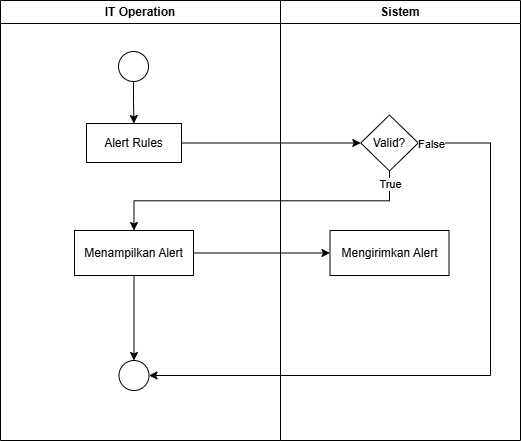 IT Operation
Sistem
Alert Rules
Valid?
False
True
Menampilkan Alert
Mengirimkan Alert